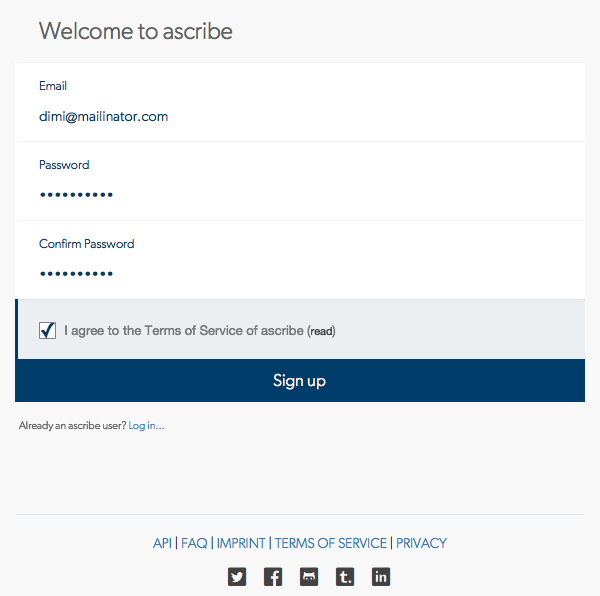 Welcome to ascribe
Email
dimi@mailinator.com
Password
••••••••••
Confirm Password
••••••••••
I agree to the Terms of Service of ascribe (read)
Sign up
Already an ascribe user? Log in...
API | FAQ | IMPRINT | TERMS OF SERVICE | PRIVACY